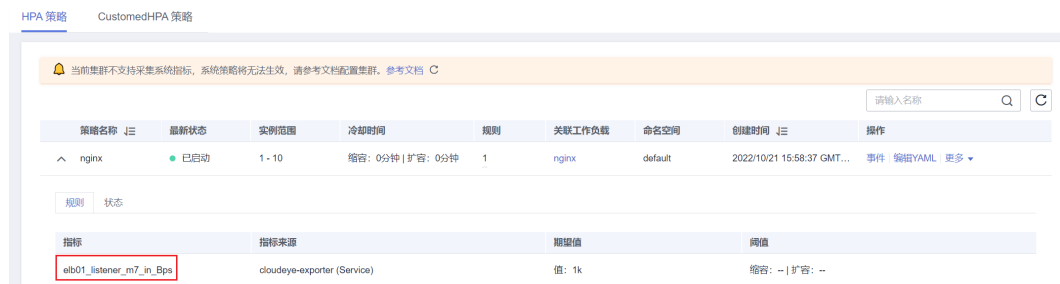 HPA 策略 CustomedHPA 策略
当前集群不支持采集系统指标，系统策略将无法生效，请参考文档配置集群。参考文档
请输入名称
策略名称 最新状态 实例范围 冷却时间 规则 关联工作负载 命名空间 创建时间 操作
nginx 已启动 1 - 10 缩容：0分钟 | 扩容：0分钟 1 nginx default 2022/10/21 15:58:37 GMT... 事件 编辑YAML 更多
规则 状态
指标 指标来源 期望值 阈值
elb01_listener_m7_in_Bps cloudeye-exporter (Service) 值：1k 缩容：-- | 扩容：--